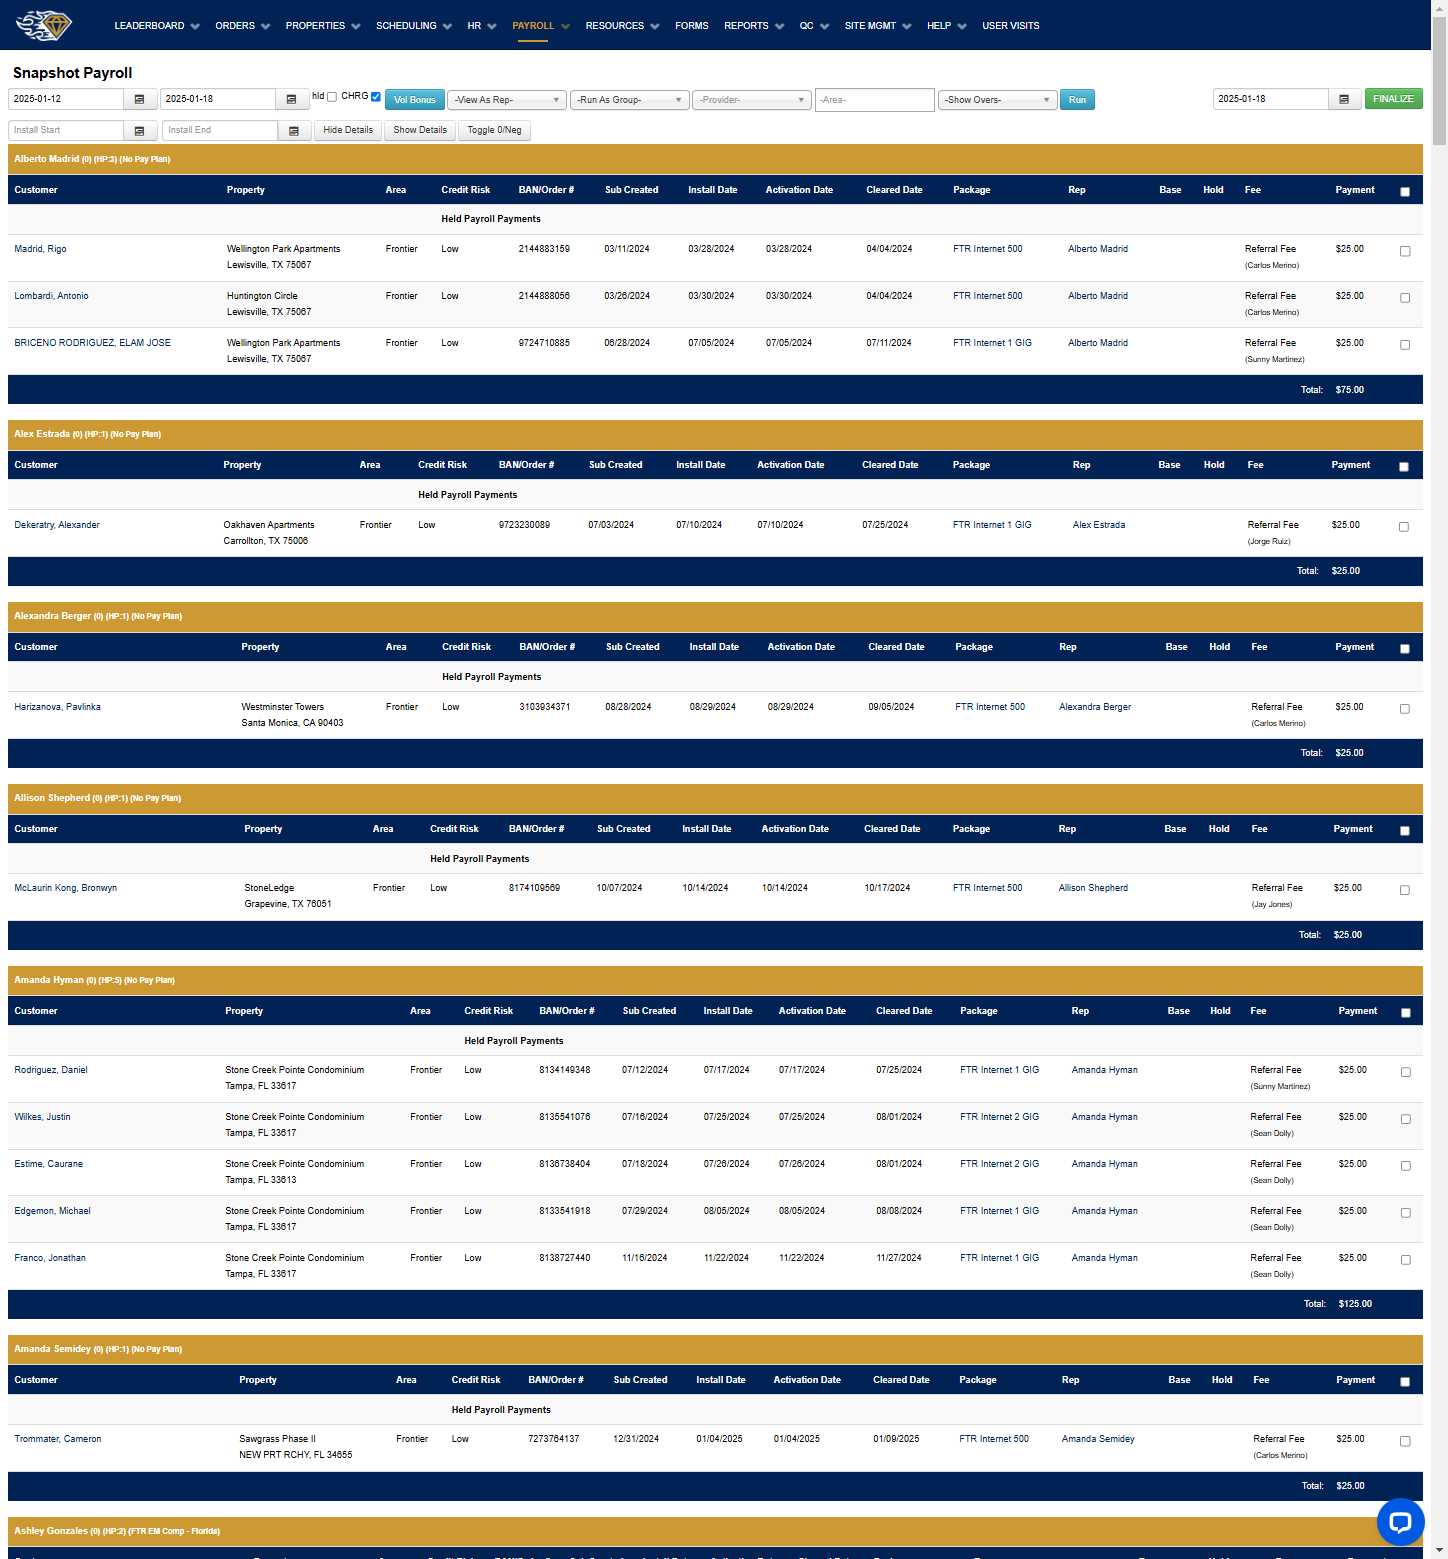 LEADERBOARD ORDERS PROPERTIES SCHEDULING HR PAYROLL RESOURCES FORMS REPORTS QC SITE MGMT HELP USER VISITS
Snapshot Payroll
2025-01-12 2025-01-18 hld CHRG Vol Bonus -View As Rep- -Run As Group- -Provider- -Area- -Show Overs- Run 2025-01-18 FINALIZE
Install Start Install End Hide Details Show Details Toggle 0/Neg
Alberto Madrid (0) (HP:3) (No Pay Plan)
Customer Property Area Credit Risk BAN/Order # Sub Created Install Date Activation Date Cleared Date Package Rep Base Hold Fee Payment
Held Payroll Payments
Madrid, Rigo Wellington Park Apartments Frontier Low 2144883159 03/11/2024 03/28/2024 03/28/2024 04/04/2024 FTR Internet 500 Alberto Madrid Referral Fee $25.00
Lewisville, TX 75067 (Carlos Merino)
Lombardi, Antonio Huntington Circle Frontier Low 2144888056 03/26/2024 03/30/2024 03/30/2024 04/04/2024 FTR Internet 500 Alberto Madrid Referral Fee $25.00
Lewisville, TX 75067 (Carlos Merino)
BRICENO RODRIGUEZ, ELAM JOSE Wellington Park Apartments Frontier Low 9724710885 06/28/2024 07/05/2024 07/05/2024 07/11/2024 FTR Internet 1 GIG Alberto Madrid Referral Fee $25.00
Lewisville, TX 75067 (Sunny Martinez)
Total: $75.00
Alex Estrada (0) (HP:1) (No Pay Plan)
Customer Property Area Credit Risk BAN/Order # Sub Created Install Date Activation Date Cleared Date Package Rep Base Hold Fee Payment
Held Payroll Payments
Dekeratry, Alexander Oakhaven Apartments Frontier Low 9723230089 07/03/2024 07/10/2024 07/10/2024 07/25/2024 FTR Internet 1 GIG Alex Estrada Referral Fee $25.00
Carrollton, TX 75006 (Jorge Ruiz)
Total: $25.00
Alexandra Berger (0) (HP:1) (No Pay Plan)
Customer Property Area Credit Risk BAN/Order # Sub Created Install Date Activation Date Cleared Date Package Rep Base Hold Fee Payment
Held Payroll Payments
Harizanova, Pavlinka Westminster Towers Frontier Low 3103934371 08/28/2024 08/29/2024 08/29/2024 09/05/2024 FTR Internet 500 Alexandra Berger Referral Fee $25.00
Santa Monica, CA 90403 (Carlos Merino)
Total: $25.00
Allison Shepherd (0) (HP:1) (No Pay Plan)
Customer Property Area Credit Risk BAN/Order # Sub Created Install Date Activation Date Cleared Date Package Rep Base Hold Fee Payment
Held Payroll Payments
McLaurin Kong, Bronwyn StoneLedge Frontier Low 8174109569 10/07/2024 10/14/2024 10/14/2024 10/17/2024 FTR Internet 500 Allison Shepherd Referral Fee $25.00
Grapevine, TX 76051 (Jay Jones)
Total: $25.00
Amanda Hyman (0) (HP:5) (No Pay Plan)
Customer Property Area Credit Risk BAN/Order # Sub Created Install Date Activation Date Cleared Date Package Rep Base Hold Fee Payment
Held Payroll Payments
Rodriguez, Daniel Stone Creek Pointe Condominium Frontier Low 8134149348 07/12/2024 07/17/2024 07/17/2024 07/25/2024 FTR Internet 1 GIG Amanda Hyman Referral Fee $25.00
Tampa, FL 33617 (Sunny Martinez)
Wilkes, Justin Stone Creek Pointe Condominium Frontier Low 8135541076 07/16/2024 07/25/2024 07/25/2024 08/01/2024 FTR Internet 2 GIG Amanda Hyman Referral Fee $25.00
Tampa, FL 33617 (Sean Dolly)
Estime, Caurane Stone Creek Pointe Condominium Frontier Low 8136738404 07/18/2024 07/26/2024 07/26/2024 08/01/2024 FTR Internet 2 GIG Amanda Hyman Referral Fee $25.00
Tampa, FL 33613 (Sean Dolly)
Edgemon, Michael Stone Creek Pointe Condominium Frontier Low 8133541918 07/29/2024 08/05/2024 08/05/2024 08/08/2024 FTR Internet 1 GIG Amanda Hyman Referral Fee $25.00
Tampa, FL 33617 (Sean Dolly)
Franco, Jonathan Stone Creek Pointe Condominium Frontier Low 8138727440 11/16/2024 11/22/2024 11/22/2024 11/27/2024 FTR Internet 1 GIG Amanda Hyman Referral Fee $25.00
Tampa, FL 33617 (Sean Dolly)
Total: $125.00
Amanda Semidey (0) (HP:1) (No Pay Plan)
Customer Property Area Credit Risk BAN/Order # Sub Created Install Date Activation Date Cleared Date Package Rep Base Hold Fee Payment
Held Payroll Payments
Trommater, Cameron Sawgrass Phase II Frontier Low 7273764137 12/31/2024 01/04/2025 01/04/2025 01/09/2025 FTR Internet 500 Amanda Semidey Referral Fee $25.00
NEW PRT RCHY, FL 34655 (Carlos Merino)
Total: $25.00
Ashley Gonzales (0) (HP:2) (FTR EM Comp - Florida)